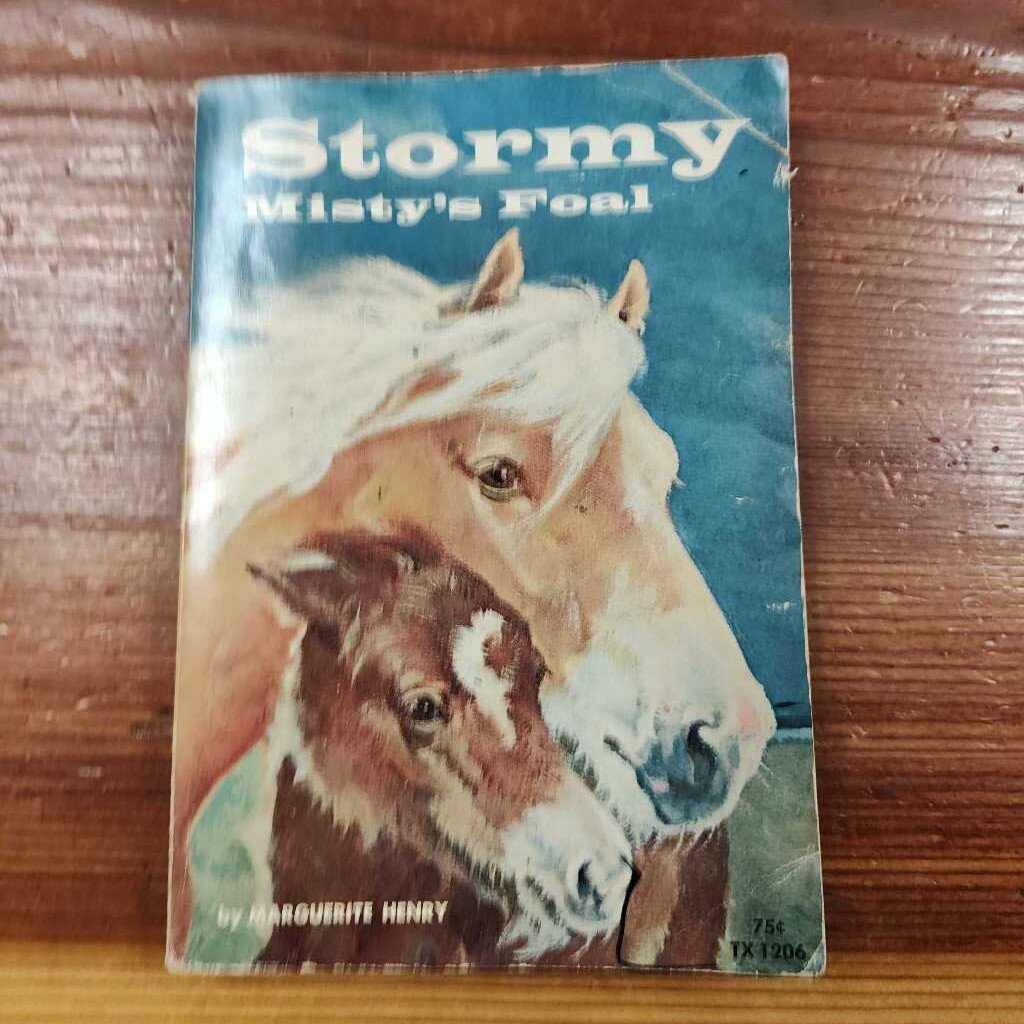 Stormy
Misty's Foal
by MARGUERITE HENRY
75¢
TX 1206